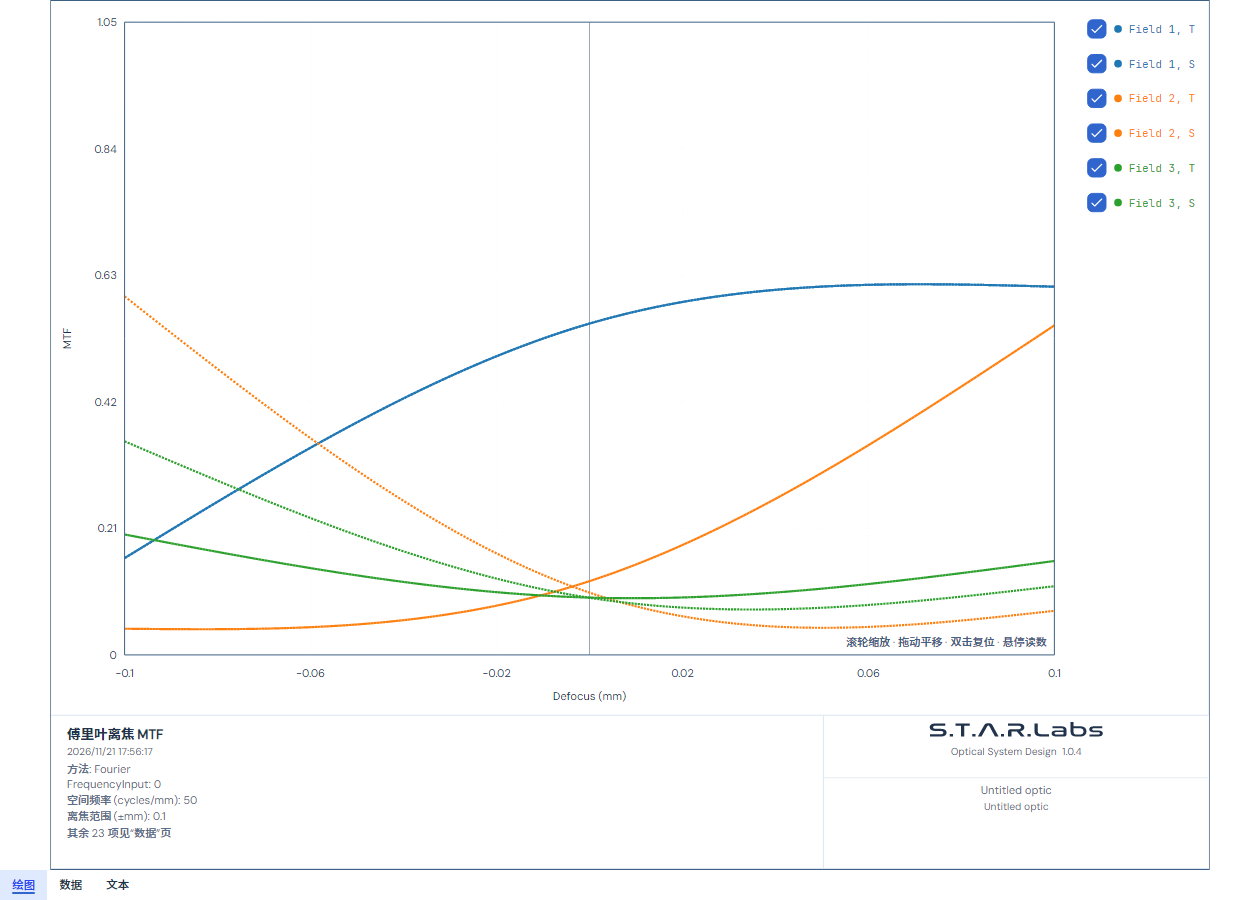 1.05
0.84
0.63
0.42
0.21
0
MTF
−0.1
−0.06
−0.02
0.02
0.06
0.1
Defocus (mm)
滚轮缩放 · 拖动平移 · 双击复位 · 悬停读数
Field 1, T
Field 1, S
Field 2, T
Field 2, S
Field 3, T
Field 3, S
傅里叶离焦 MTF
2026/11/21 17:56:17
方法: Fourier
FrequencyInput: 0
空间频率 (cycles/mm): 50
离焦范围 (±mm): 0.1
其余 23 项见“数据”页
S.T.A.R.Labs
Optical System Design 1.0.4
Untitled optic
Untitled optic
绘图 数据 文本